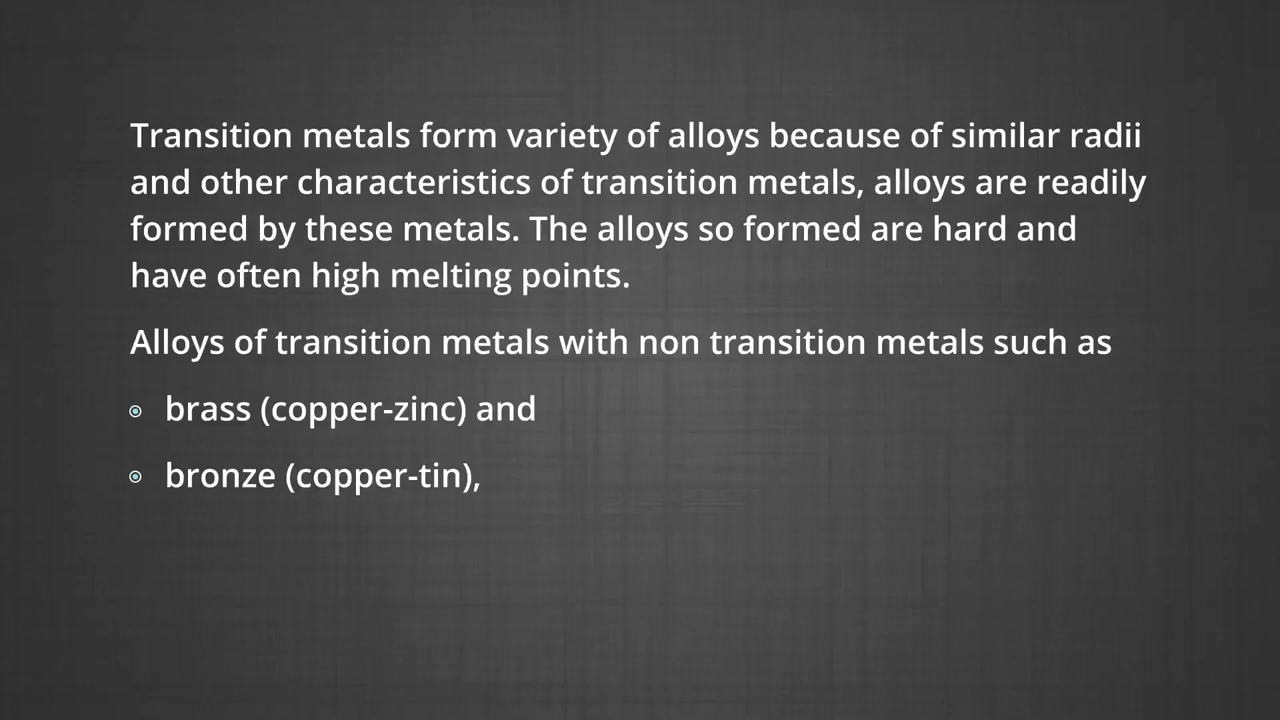 Transition metals form variety of alloys because of similar radii
and other characteristics of transition metals, alloys are readily
formed by these metals. The alloys so formed are hard and
have often high melting points.
Alloys of transition metals with non transition metals such as
brass (copper-zinc) and
bronze (copper-tin),